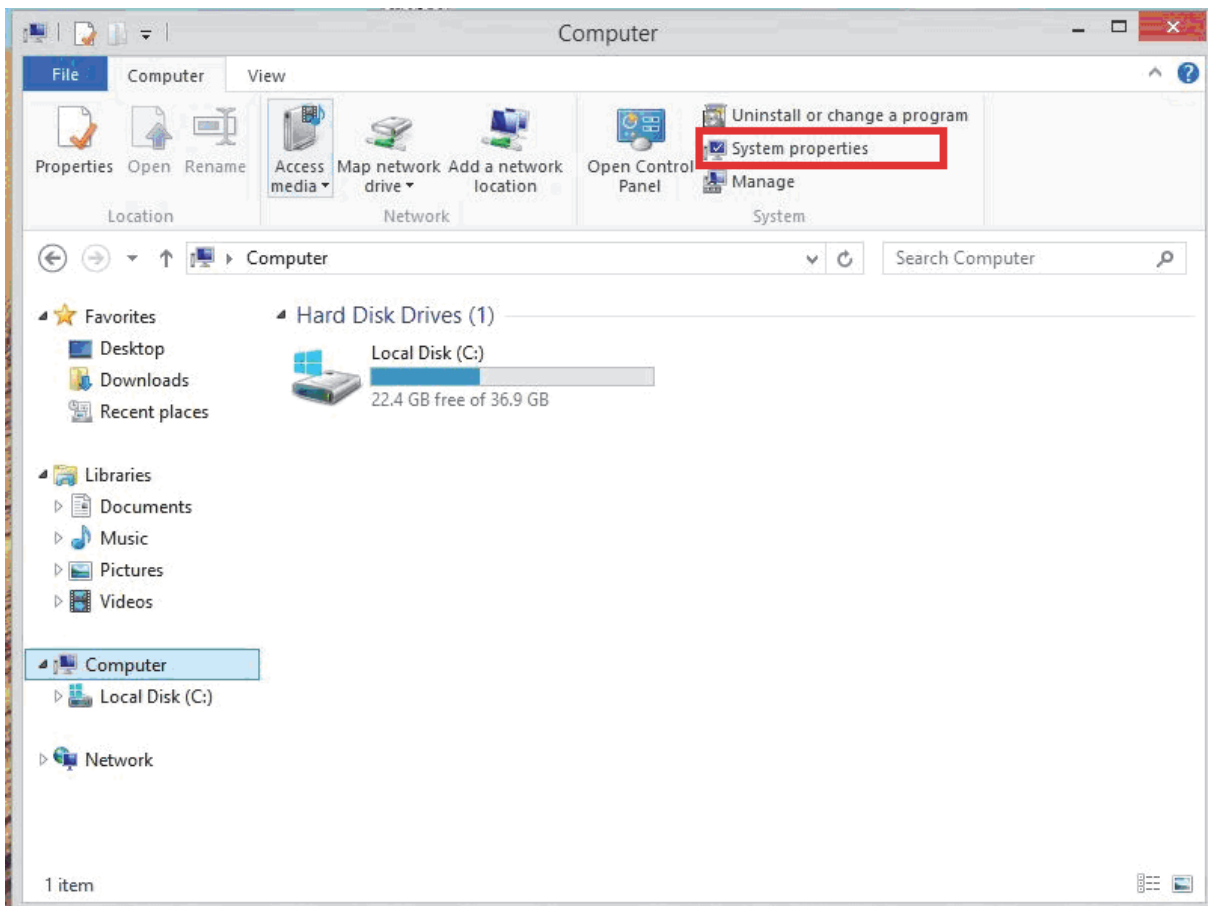 Computer
File Computer View
Properties Open Rename
Access media
Map network drive
Add a network location
Open Control Panel
Uninstall or change a program
System properties
Manage
Location Network System
Computer
Search Computer
Favorites
Desktop
Downloads
Recent places
Libraries
Documents
Music
Pictures
Videos
Computer
Local Disk (C:)
Network
Hard Disk Drives (1)
Local Disk (C:)
22.4 GB free of 36.9 GB
1 item